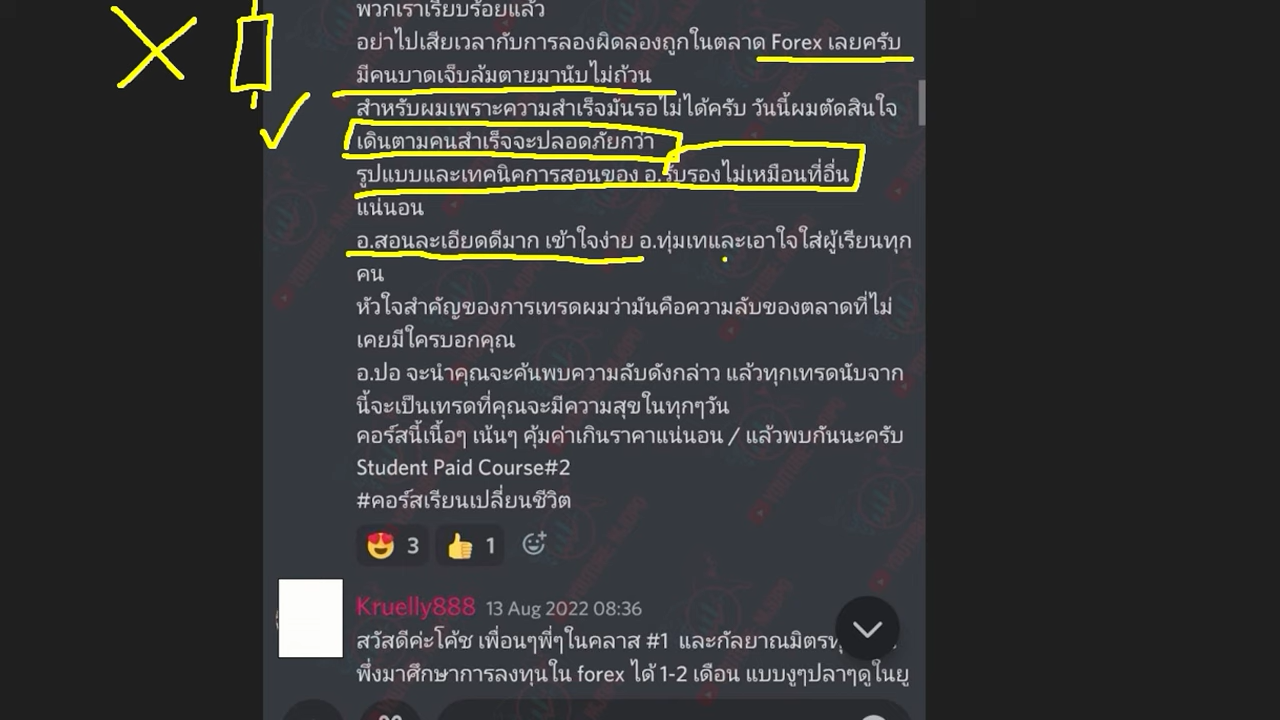 พวกเราเรียบร้อยแล้ว
อย่าไปเสียเวลากับการลองผิดลองถูกในตลาด Forex เลยครับ
มีคนบาดเจ็บล้มตายมานับไม่ถ้วน
สำหรับผมเพราะความสำเร็จมันรอไม่ได้ครับ วันนี้ผมตัดสินใจ
เดินตามคนสำเร็จจะปลอดภัยกว่า
รูปแบบและเทคนิคการสอนของ อ.รับรองไม่เหมือนที่อื่น
แน่นอน
อ.สอนละเอียดดีมาก เข้าใจง่าย อ.ทุ่มเทและเอาใจใส่ผู้เรียนทุก
คน
หัวใจสำคัญของการเทรดผมว่ามันคือความลับของตลาดที่ไม่
เคยมีใครบอกคุณ
อ.ปอ จะนำคุณจะค้นพบความลับดังกล่าว แล้วทุกเทรดนับจาก
นี้จะเป็นเทรดที่คุณจะมีความสุขในทุกๆวัน
คอร์สนี้เนื้อๆ เน้นๆ คุ้มค่าเกินราคาแน่นอน / แล้วพบกันนะครับ
Student Paid Course#2
#คอร์สเรียนเปลี่ยนชีวิต
3 1
Kruelly888 13 Aug 2022 08:36
สวัสดีค่ะโค้ช เพื่อนๆพี่ๆในคลาส #1 และกัลยาณมิตร
พึ่งมาศึกษาการลงทุนใน forex ได้ 1-2 เดือน แบบงูๆปลาๆดูในยู